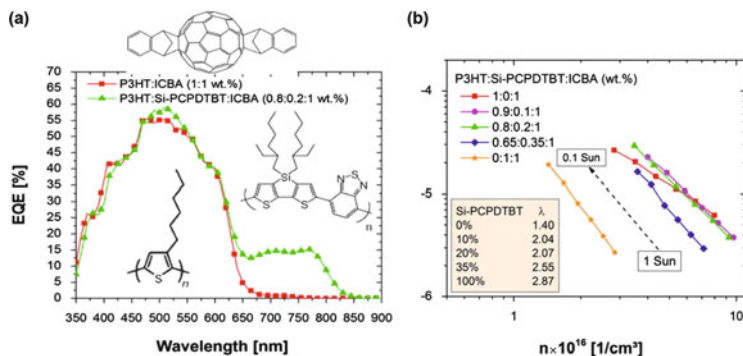 (a)
P3HT:ICBA (1:1 wt.%)
P3HT:Si-PCPDTBT:ICBA (0.8:0.2:1 wt.%)
EQE [%]
70
65
60
55
50
45
40
35
30
25
20
15
10
5
0
S
n
Si
S
S
N
S
N
n
350 400 450 500 550 600 650 700 750 800 850 900
Wavelength [nm]
(b)
P3HT:Si-PCPDTBT:ICBA (wt.%)
1:0:1
0.9:0.1:1
0.8:0.2:1
0.65:0.35:1
0:1:1
0.1 Sun
1 Sun
Si-PCPDTBT λ
0% 1.40
10% 2.04
20% 2.07
35% 2.55
100% 2.87
-4
-5
-6
1 10
n×10¹⁶ [1/cm³]